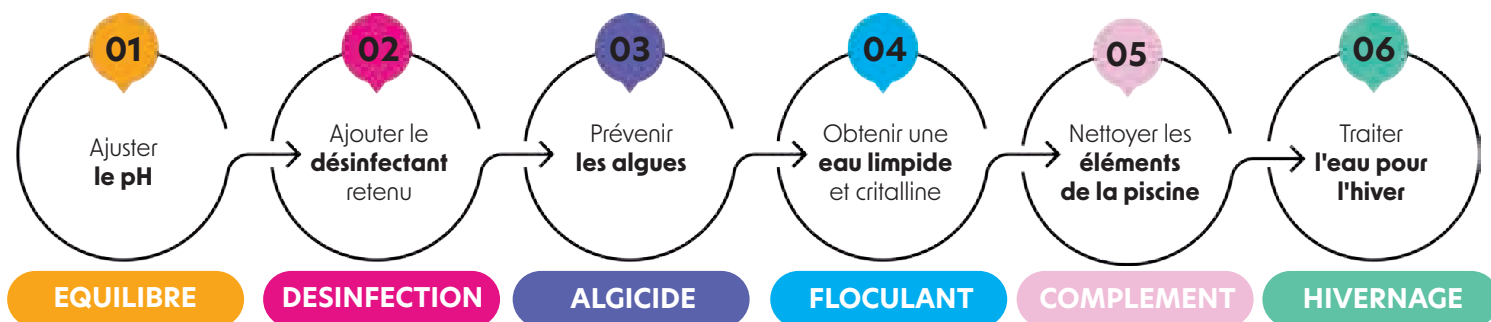 01
Ajuster
le pH
EQUILIBRE
02
Ajouter le
désinfectant
retenu
DESINFECTION
03
Prévenir
les algues
ALGICIDE
04
Obtenir une
eau limpide
et critalline
FLOCULANT
05
Nettoyer les
éléments
de la piscine
COMPLEMENT
06
Traiter
l'eau pour
l'hiver
HIVERNAGE